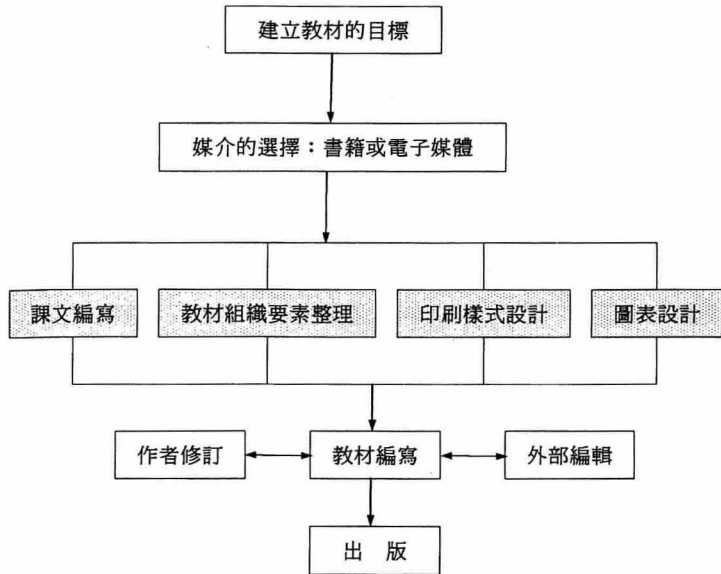 建立教材的目標
媒介的選擇：書籍或電子媒體
課文編寫
教材組織要素整理
印刷樣式設計
圖表設計
作者修訂
教材編寫
外部編輯
出 版